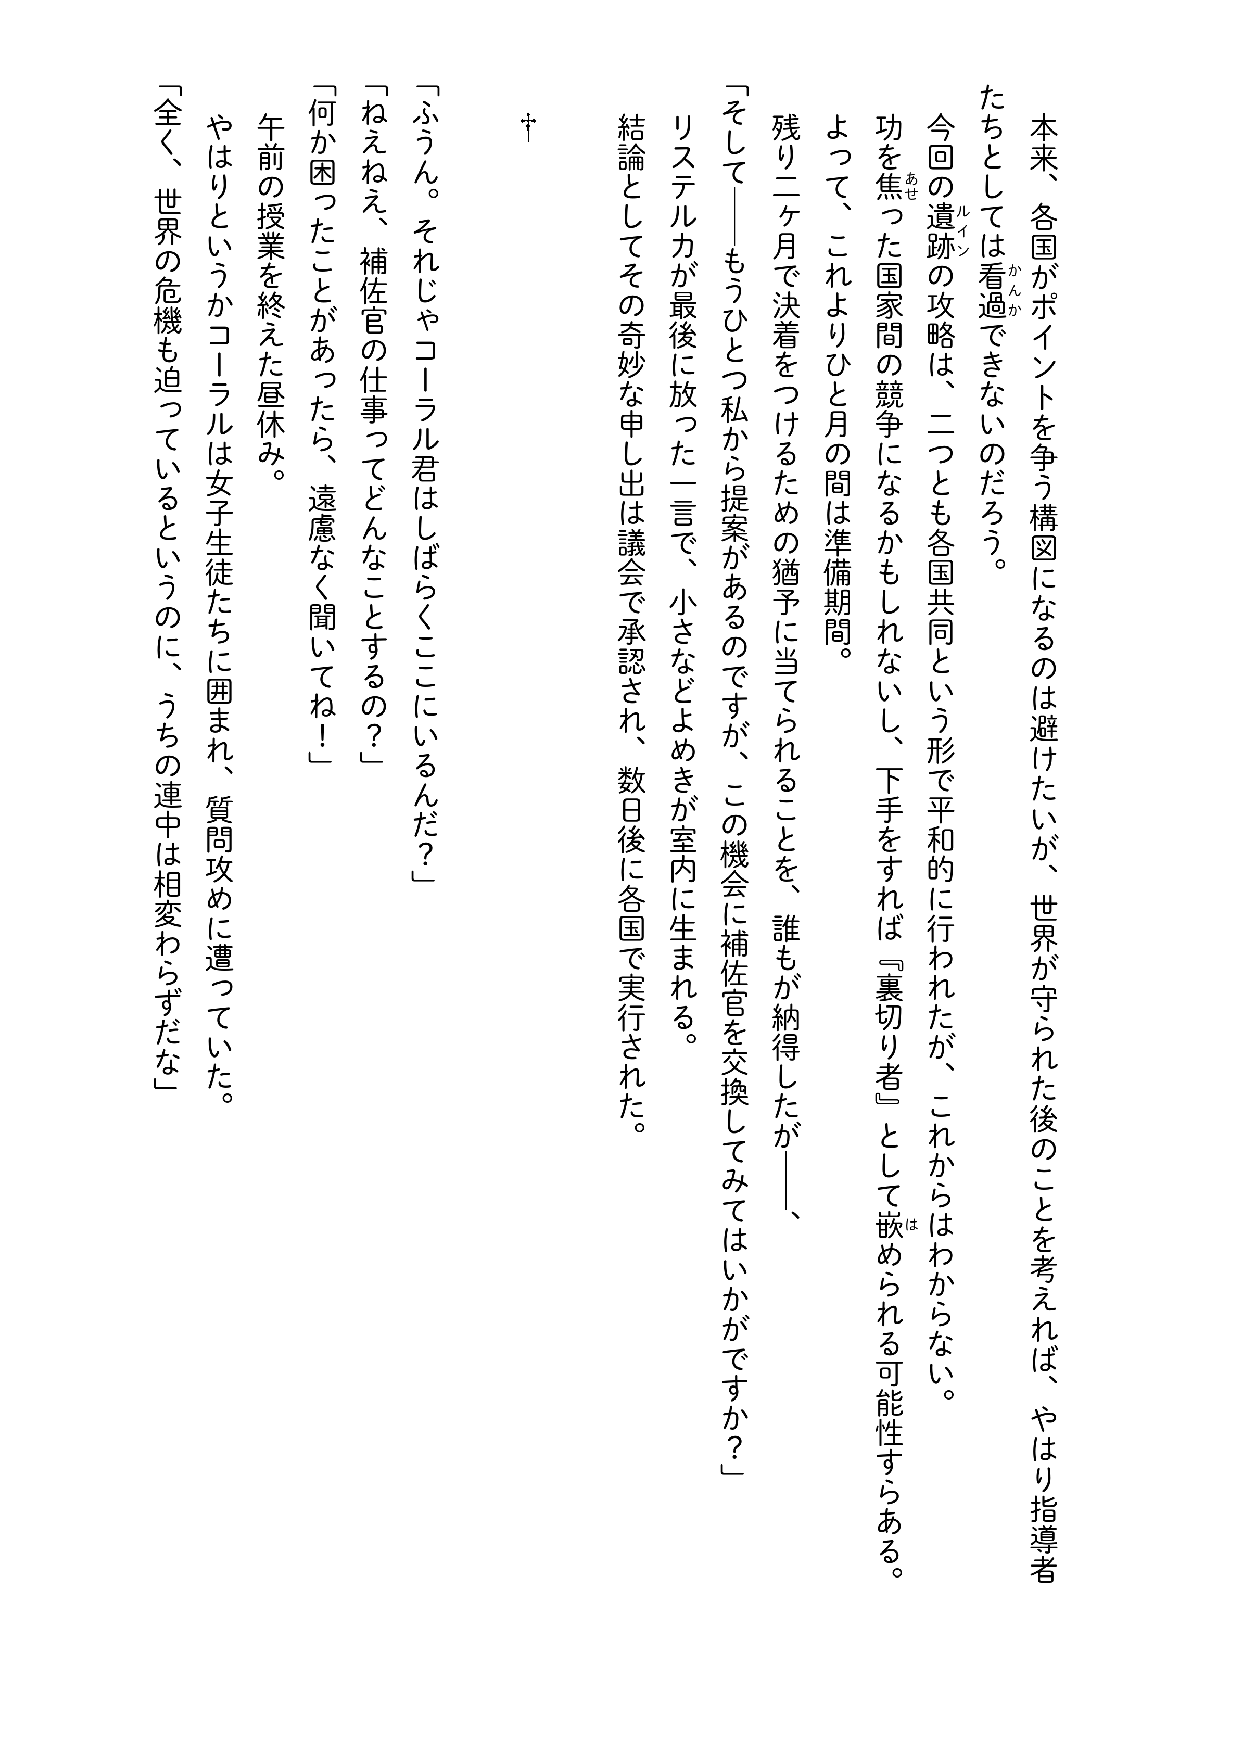 本来、各国がポイントを争う構図になるのは避けたいが、世界が守られた後のことを考えれば、やはり指導者
たちとしては看過できないのだろう。
今回の遺跡の攻略は、二つとも各国共同という形で平和的に行われたが、これからはわからない。
功を焦った国家間の競争になるかもしれないし、下手をすれば『裏切り者』として嵌められる可能性すらある。
よって、これよりひと月の間は準備期間。
残り二ヶ月で決着をつけるための猶予に当てられることを、誰もが納得したが――、
「そして――もうひとつ私から提案があるのですが、この機会に補佐官を交換してみてはいかがですか？」
リステルカが最後に放った一言で、小さなどよめきが室内に生まれる。
結論としてその奇妙な申し出は議会で承認され、数日後に各国で実行された。
†
「ふうん。それじゃコーラル君はしばらくここにいるんだ？」
「ねえねえ、補佐官の仕事ってどんなことするの？」
「何か困ったことがあったら、遠慮なく聞いてね！」
午前の授業を終えた昼休み。
やはりというかコーラルは女子生徒たちに囲まれ、質問攻めに遭っていた。
「全く、世界の危機も迫っているというのに、うちの連中は相変わらずだな」